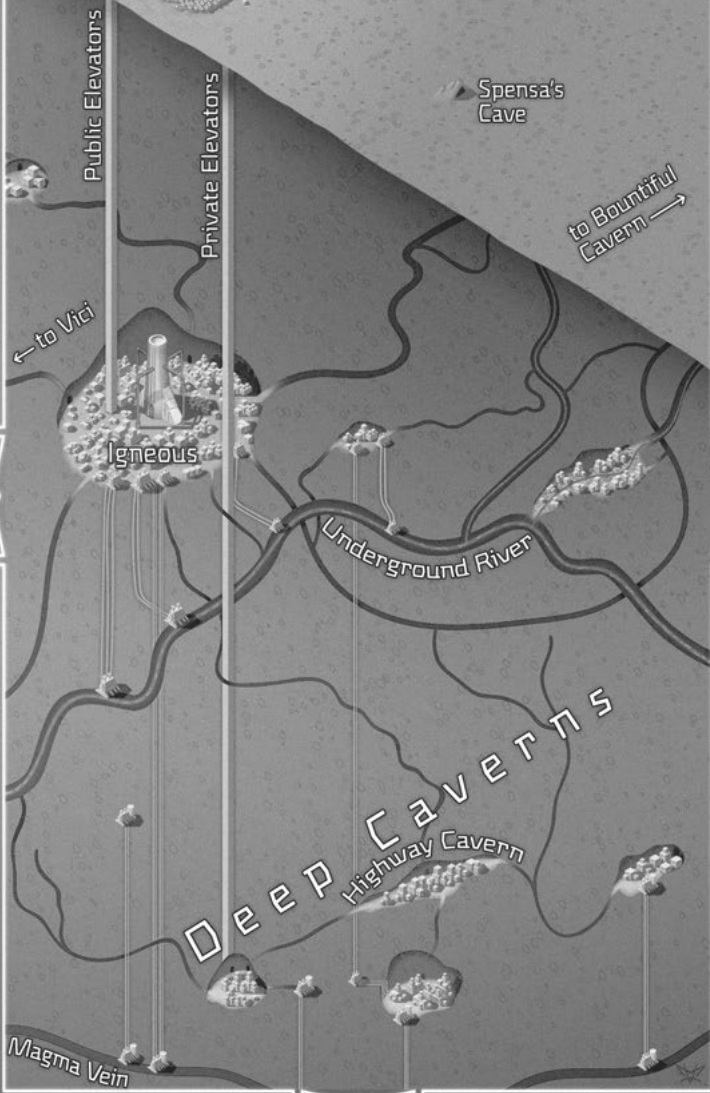 Public Elevators
Private Elevators
Spensa's
Cave
to Bountiful
Cavern
to Vici
Igneous
Underground River
Deep Caverns
Highway Cavern
Magma Vein